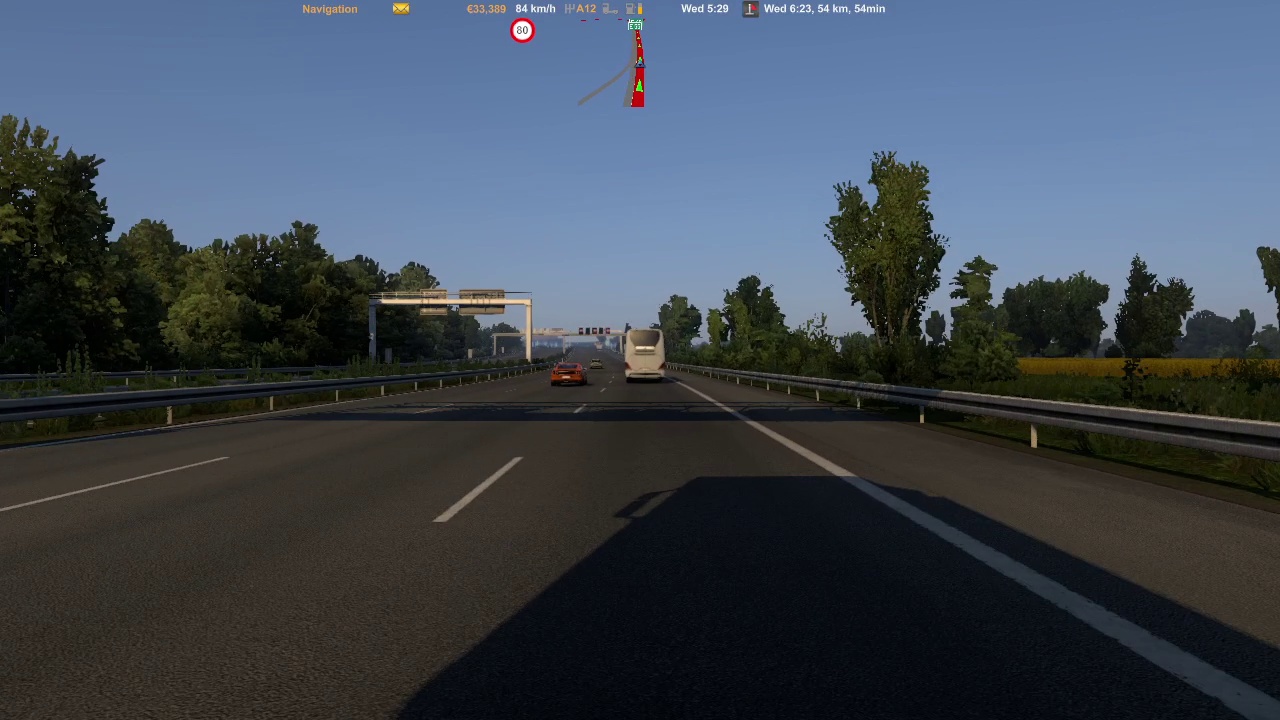 Navigation
€33,389 84 km/h A12
Wed 5:29
Wed 6:23, 54 km, 54min
80